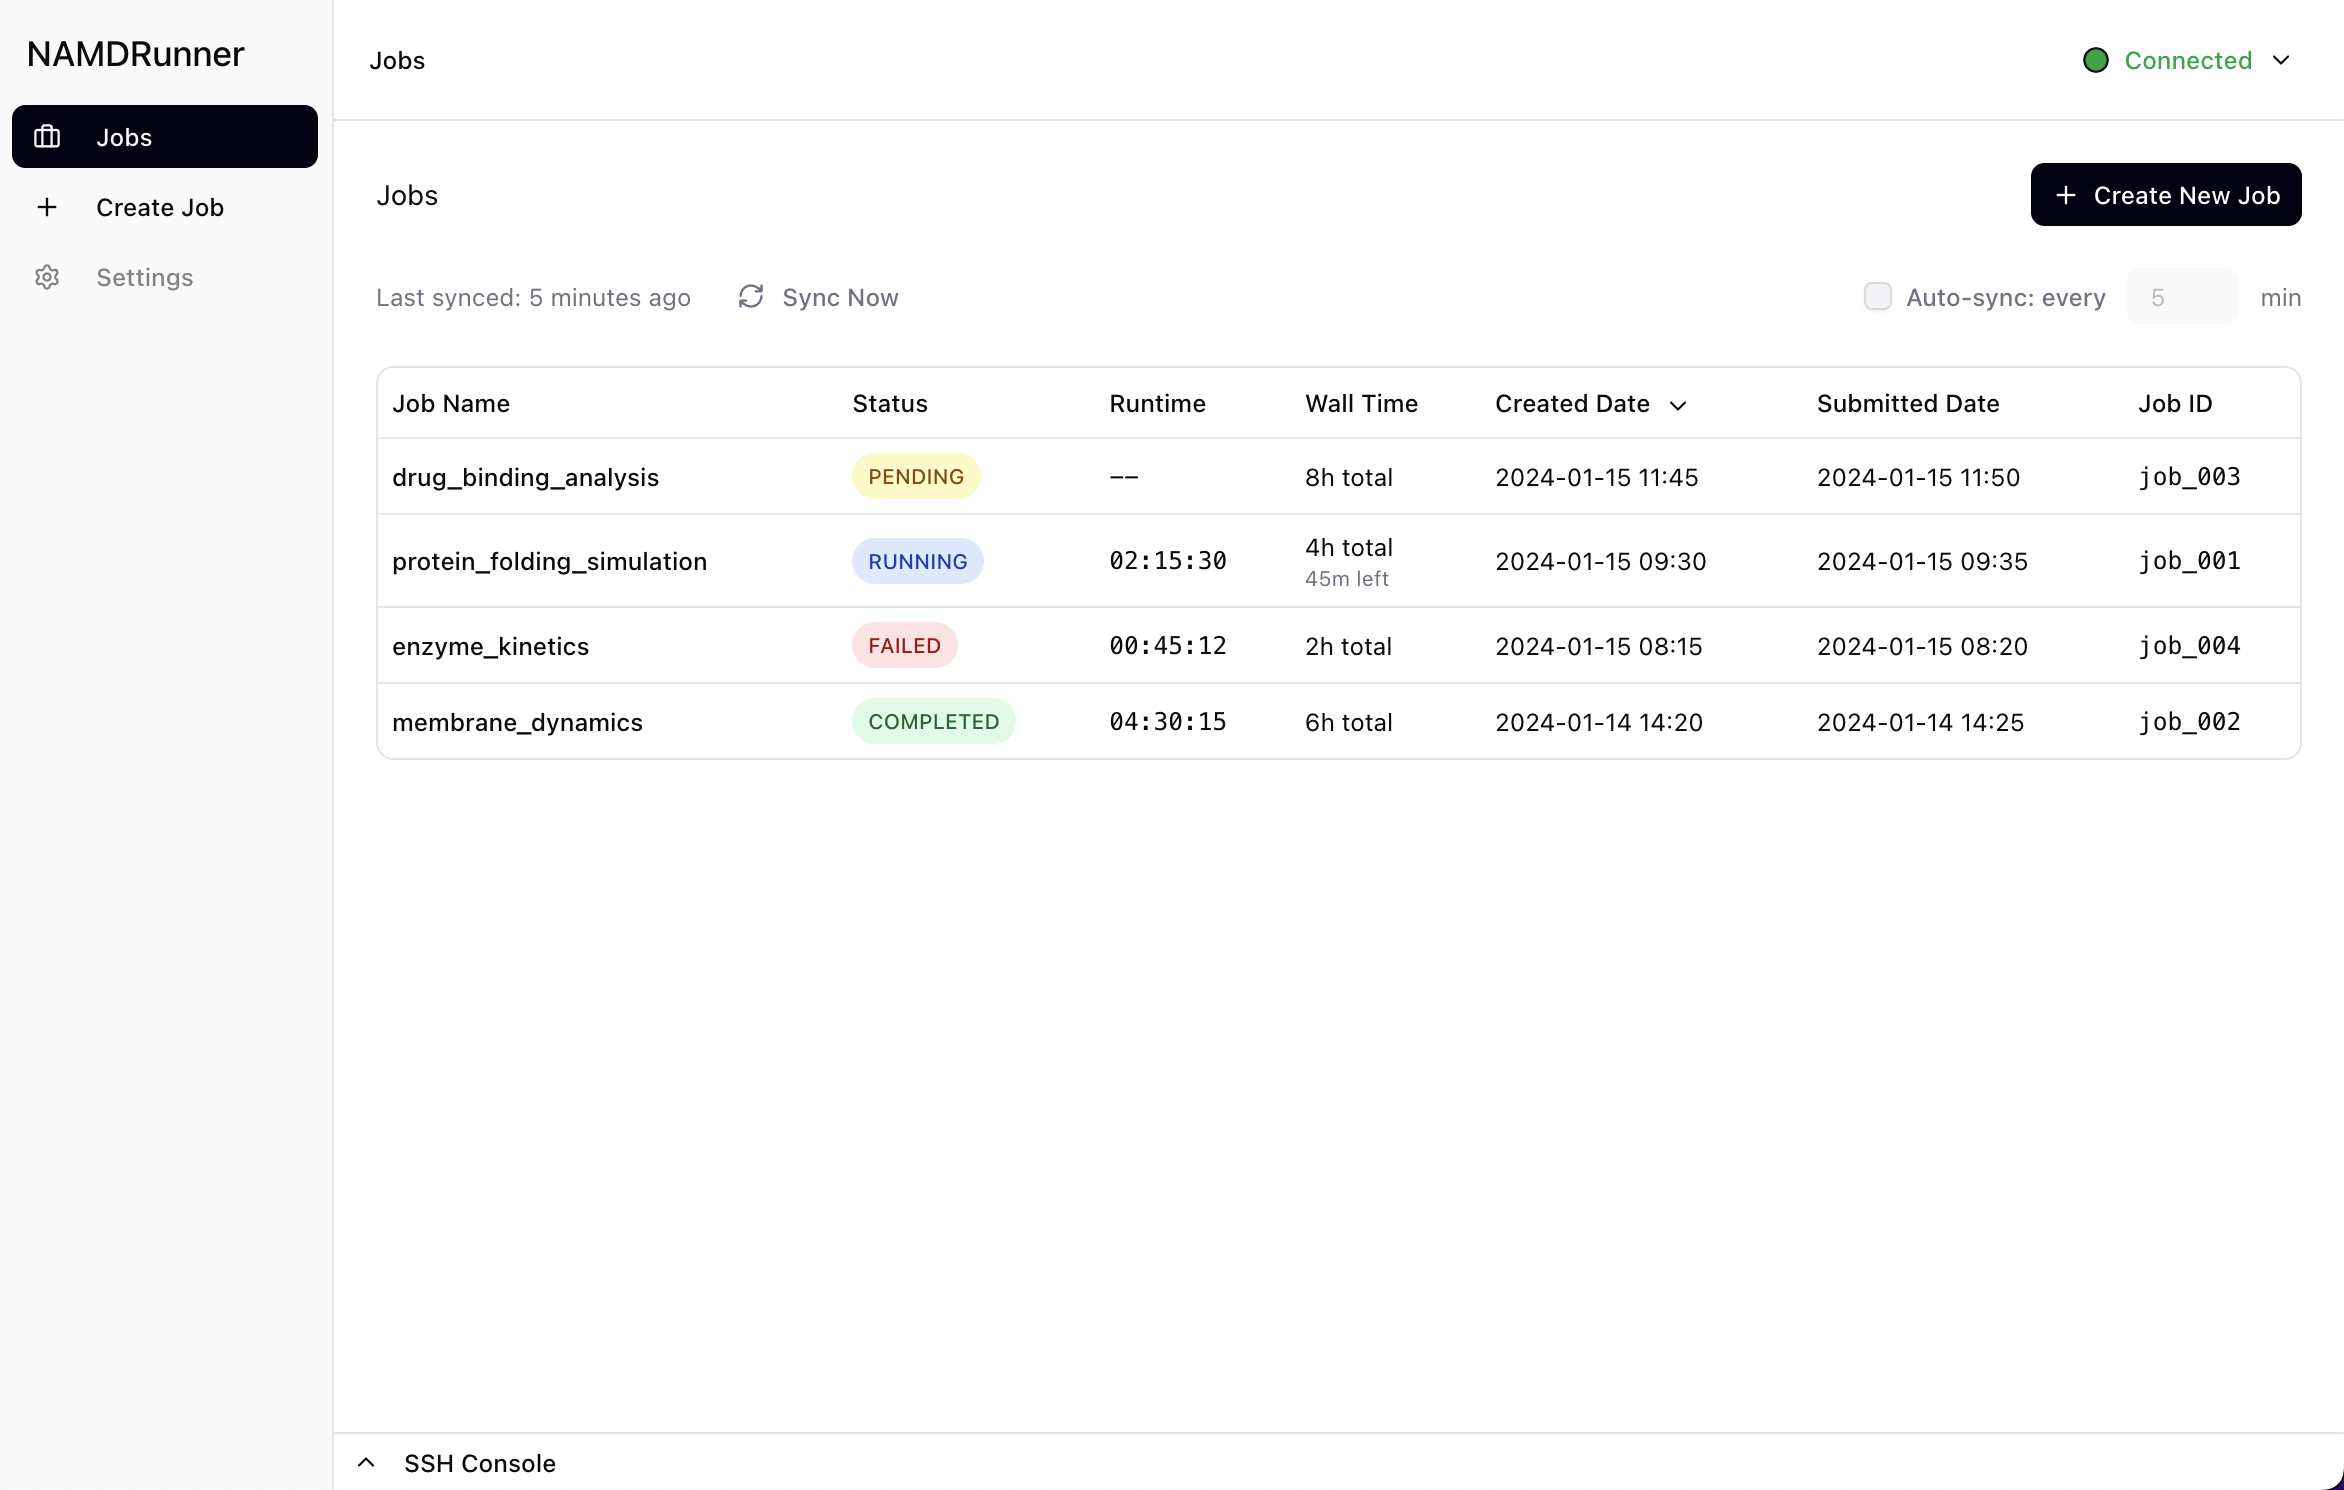 NAMDRunner
Jobs
Create Job
Settings
Jobs
Connected
Jobs
Create New Job
Last synced: 5 minutes ago Sync Now Auto-sync: every 5 min
Job Name Status Runtime Wall Time Created Date Submitted Date Job ID
drug_binding_analysis PENDING -- 8h total 2024-01-15 11:45 2024-01-15 11:50 job_003
protein_folding_simulation RUNNING 02:15:30 4h total 2024-01-15 09:30 2024-01-15 09:35 job_001
45m left
enzyme_kinetics FAILED 00:45:12 2h total 2024-01-15 08:15 2024-01-15 08:20 job_004
membrane_dynamics COMPLETED 04:30:15 6h total 2024-01-14 14:20 2024-01-14 14:25 job_002
SSH Console